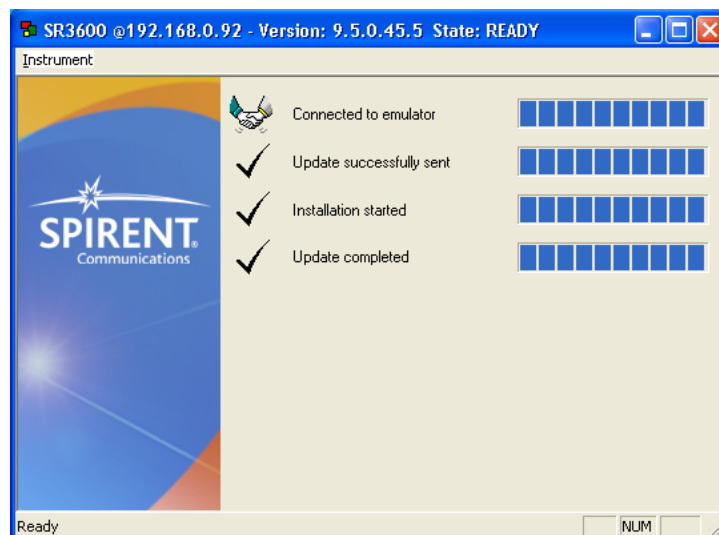 SR3600 @192.168.0.92 - Version: 9.5.0.45.5 State: READY
Instrument
Connected to emulator
Update successfully sent
Installation started
Update completed
SPIRENT®
Communications
Ready
NUM